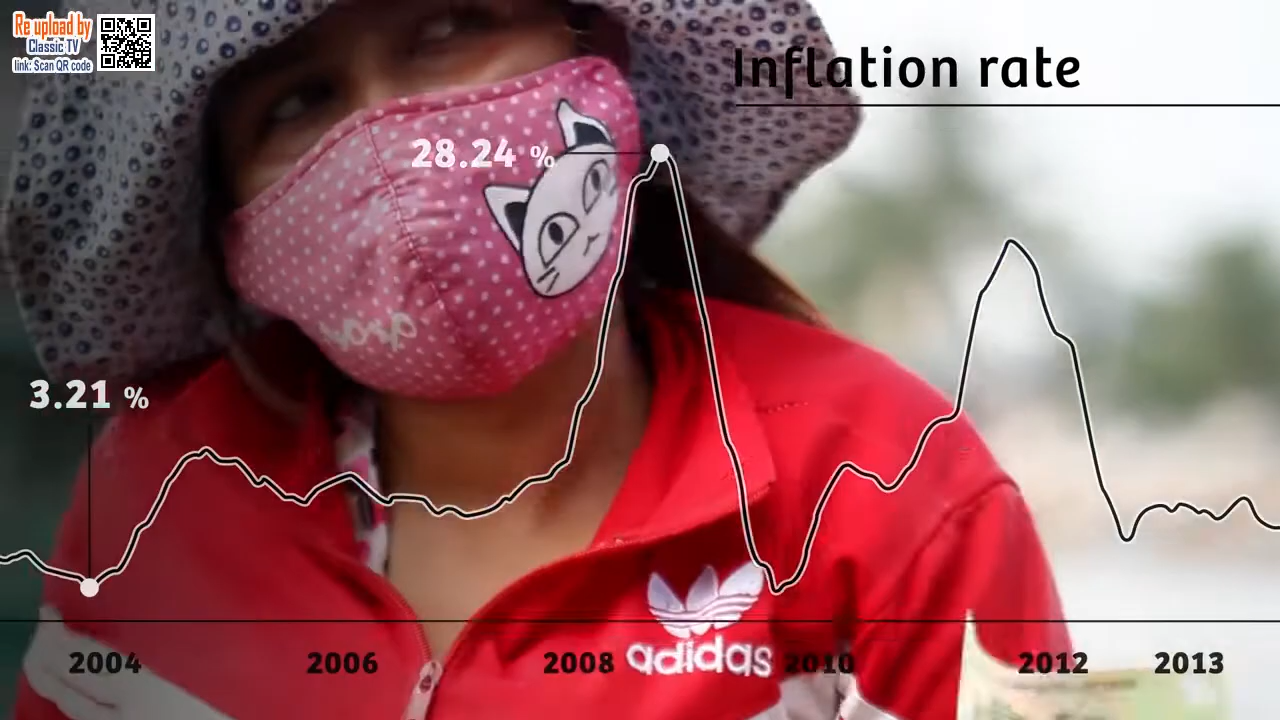 Re upload by
Classic TV
link: Scan QR code
Inflation rate
28.24 %
3.21 %
adidas
2004
2006
2008
2010
2012
2013